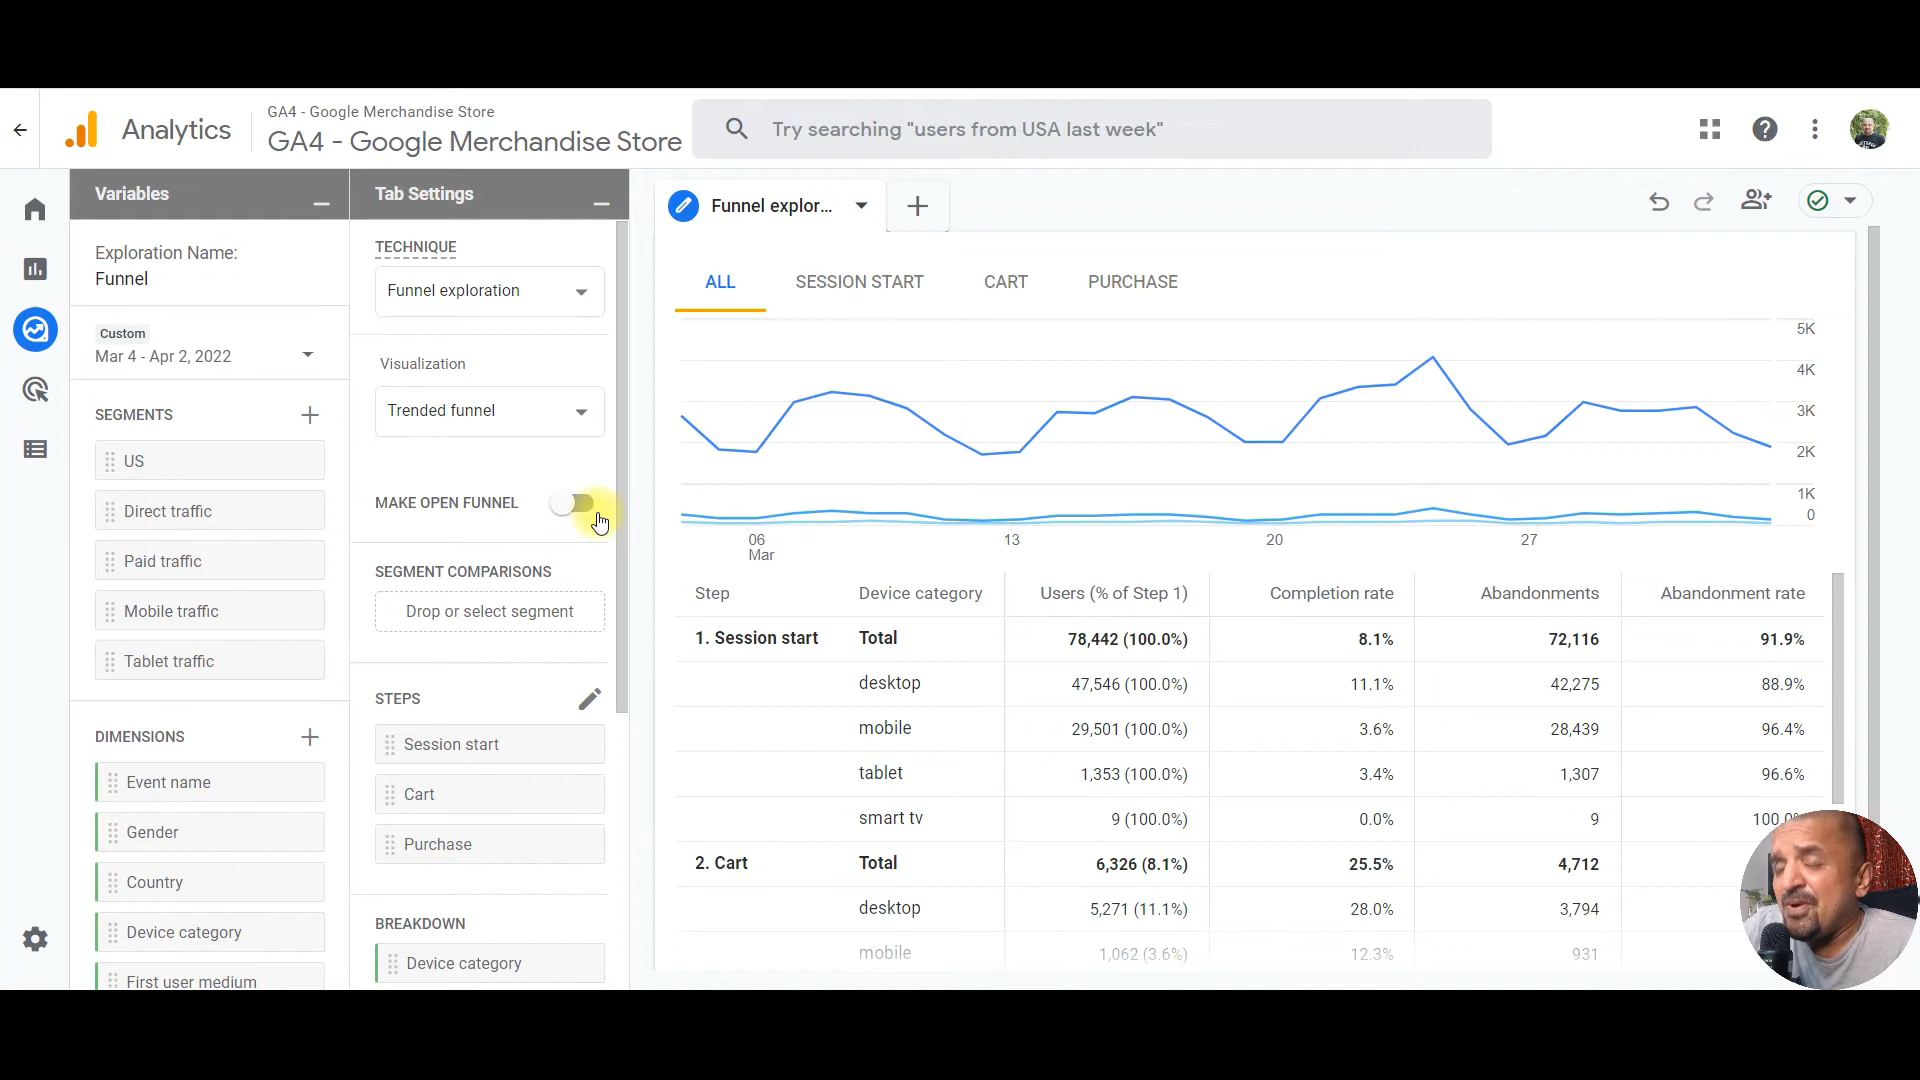 Analytics
GA4 - Google Merchandise Store
GA4 - Google Merchandise Store
Try searching "users from USA last week"
Variables
Exploration Name:
Funnel
Custom
Mar 4 - Apr 2, 2022
SEGMENTS
US
Direct traffic
Paid traffic
Mobile traffic
Tablet traffic
DIMENSIONS
Event name
Gender
Country
Device category
First user medium
Tab Settings
TECHNIQUE
Funnel exploration
Visualization
Trended funnel
MAKE OPEN FUNNEL
SEGMENT COMPARISONS
Drop or select segment
STEPS
Session start
Cart
Purchase
BREAKDOWN
Device category
Funnel explor...
ALL SESSION START CART PURCHASE
5K
4K
3K
2K
1K
0
06 13 20 27
Mar
Step Device category Users (% of Step 1) Completion rate Abandonments Abandonment rate
1. Session start Total 78,442 (100.0%) 8.1% 72,116 91.9%
desktop 47,546 (100.0%) 11.1% 42,275 88.9%
mobile 29,501 (100.0%) 3.6% 28,439 96.4%
tablet 1,353 (100.0%) 3.4% 1,307 96.6%
smart tv 9 (100.0%) 0.0% 9
2. Cart Total 6,326 (8.1%) 25.5% 4,712
desktop 5,271 (11.1%) 28.0% 3,794
mobile 1,062 (3.6%) 12.3% 931